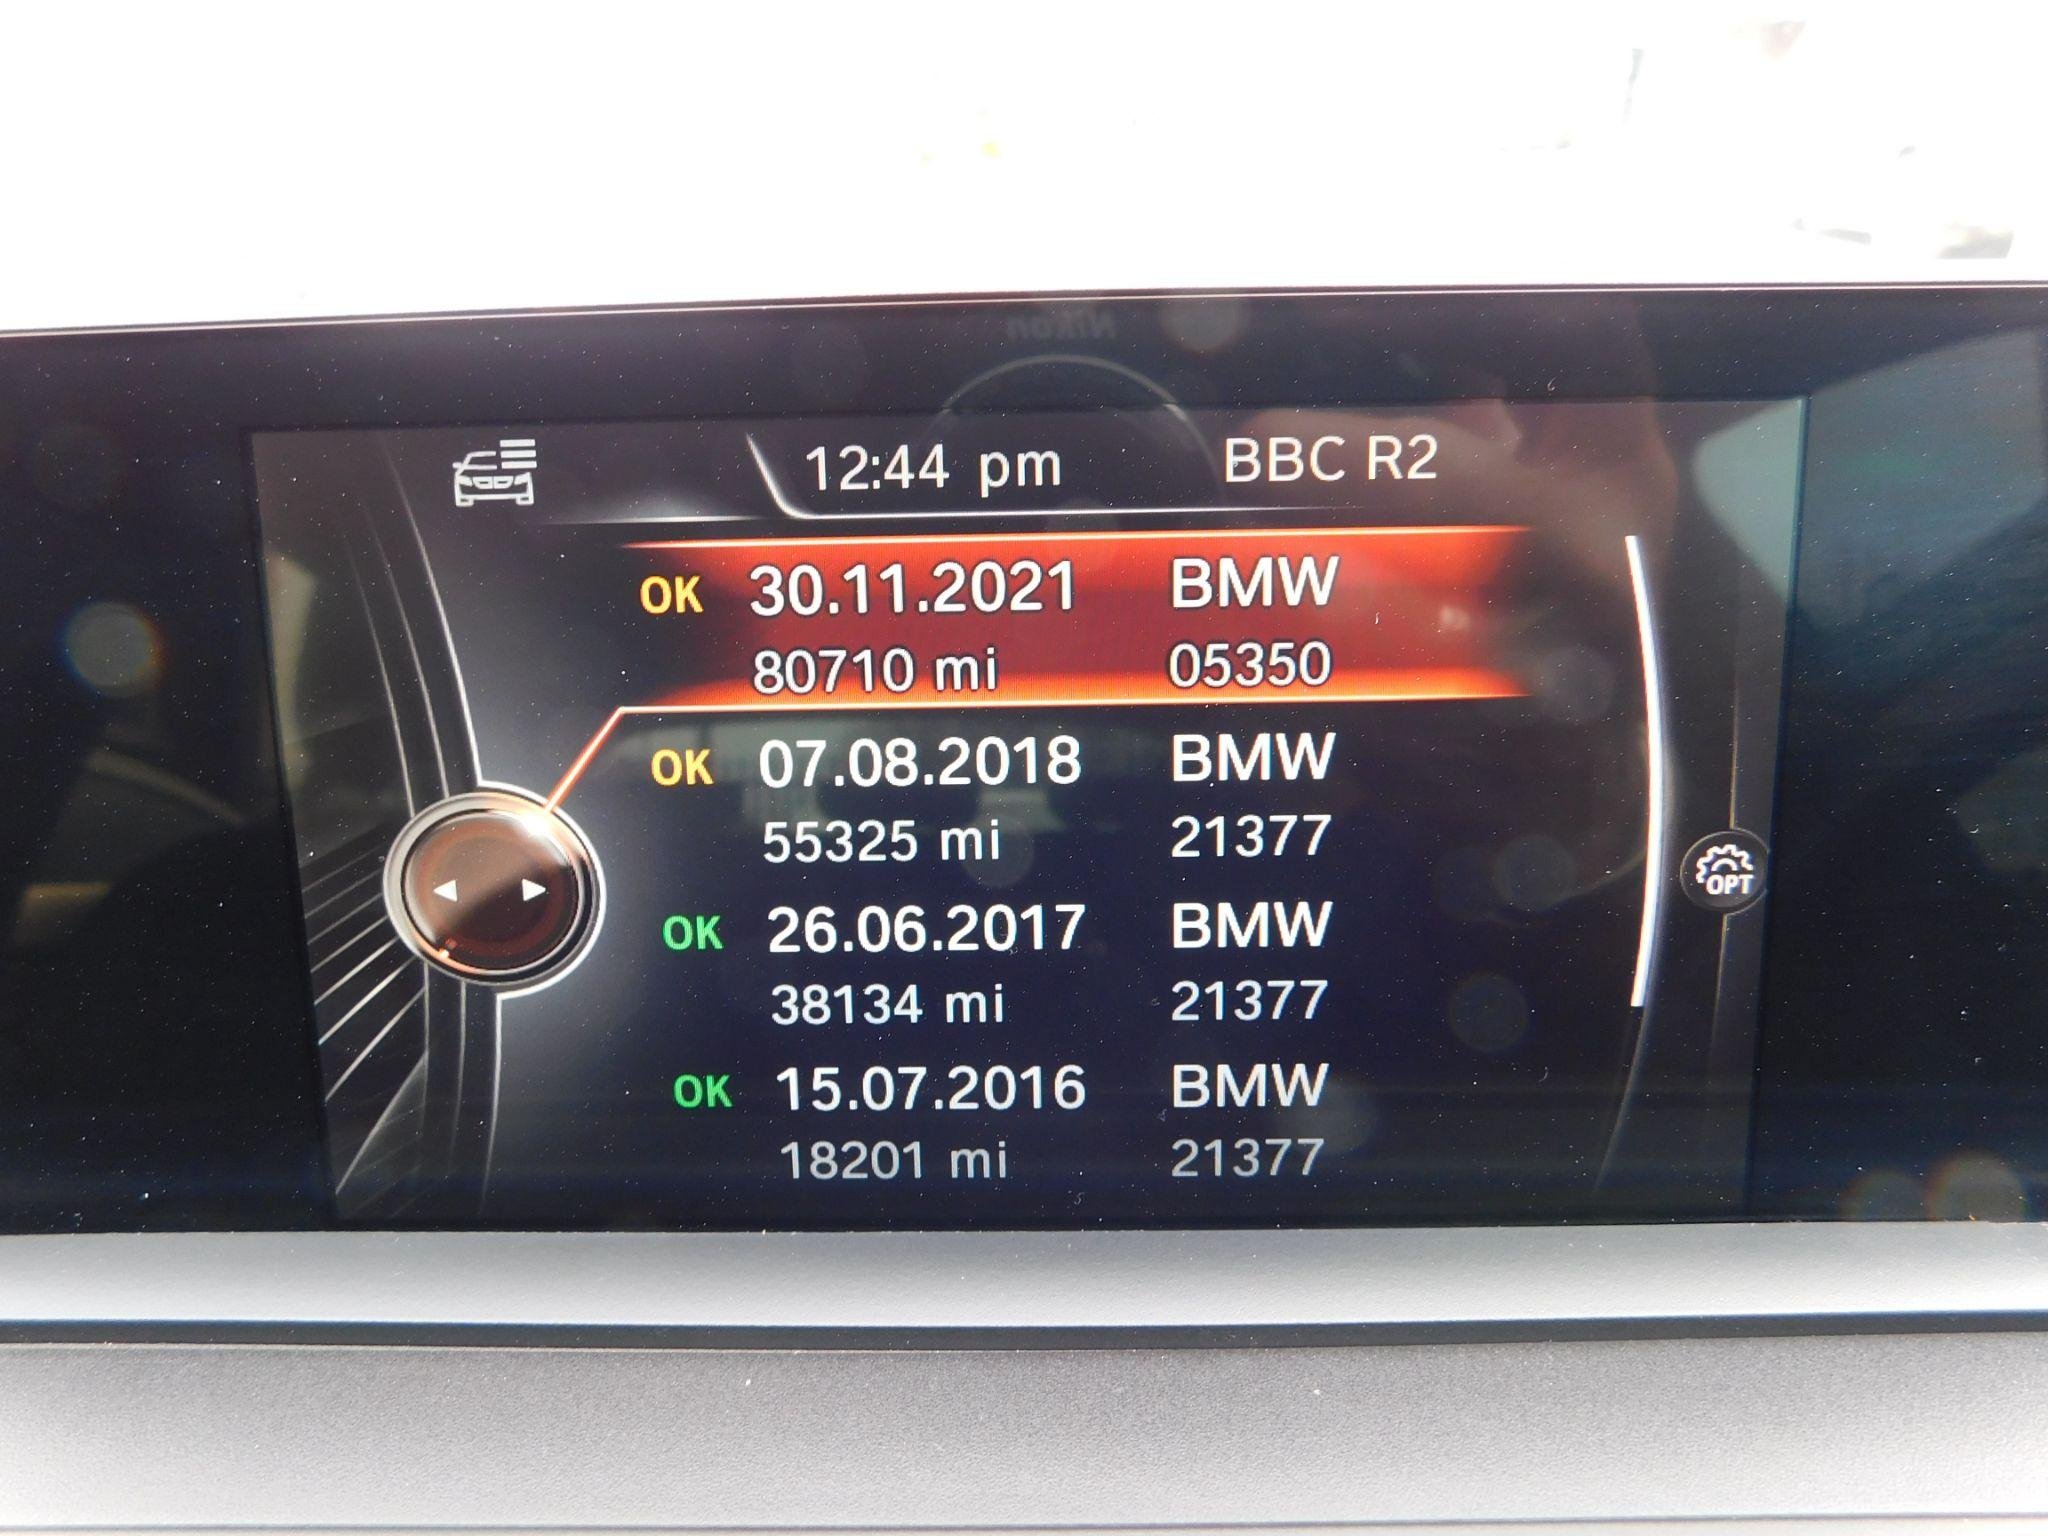 12:44 pm BBC R2
OK 30.11.2021 BMW
80710 mi 05350
OK 07.08.2018 BMW
55325 mi 21377
OK 26.06.2017 BMW
38134 mi 21377
OPT
OK 15.07.2016 BMW
18201 mi 21377
Nikon